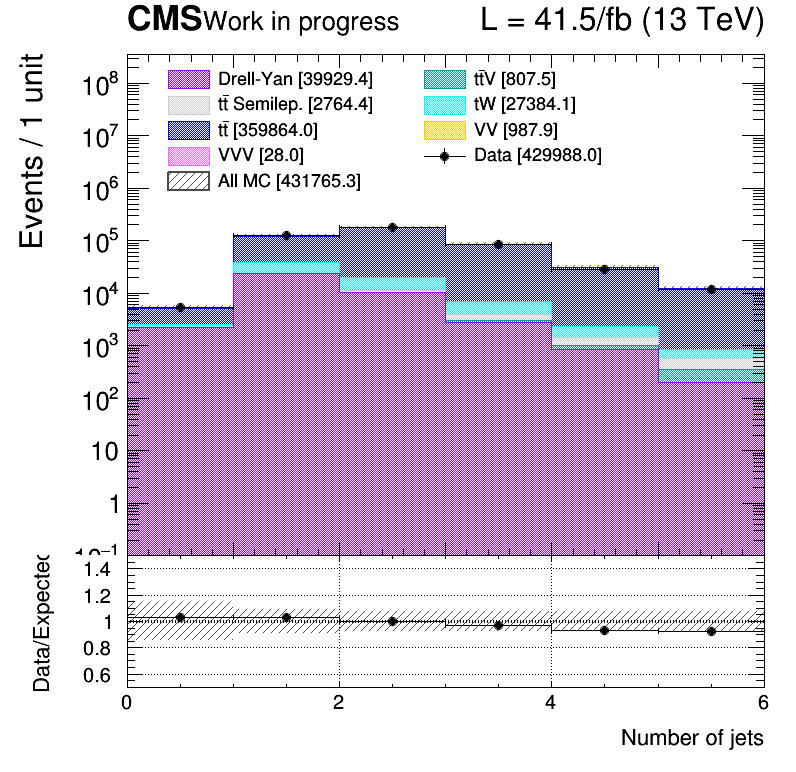 CMS Work in progress L = 41.5/fb (13 TeV)
Drell-Yan [39929.4] tt̄V [807.5]
tt̄ Semilep. [2764.4] tW [27384.1]
tt̄ [359864.0] VV [987.9]
VVV [28.0] Data [429988.0]
All MC [431765.3]
Events / 1 unit
10⁸
10⁷
10⁶
10⁵
10⁴
10³
10²
10
1
10⁻¹
Data/Expected
1.4
1.2
1
0.8
0.6
0 2 4 6
Number of jets